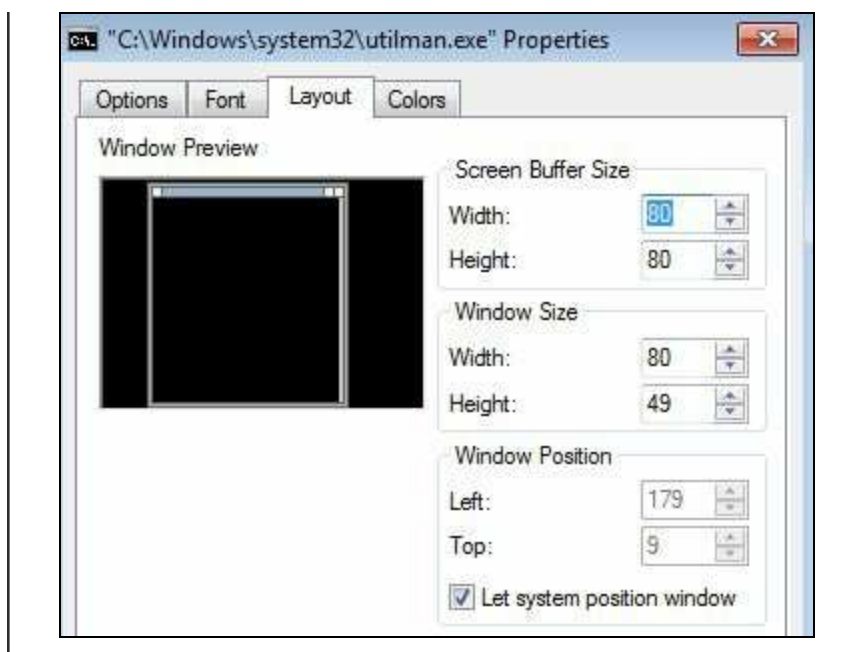 "C:\Windows\system32\utilman.exe" Properties
Options Font Layout Colors
Window Preview
Screen Buffer Size
Width: 80
Height: 80
Window Size
Width: 80
Height: 49
Window Position
Left: 179
Top: 9
Let system position window